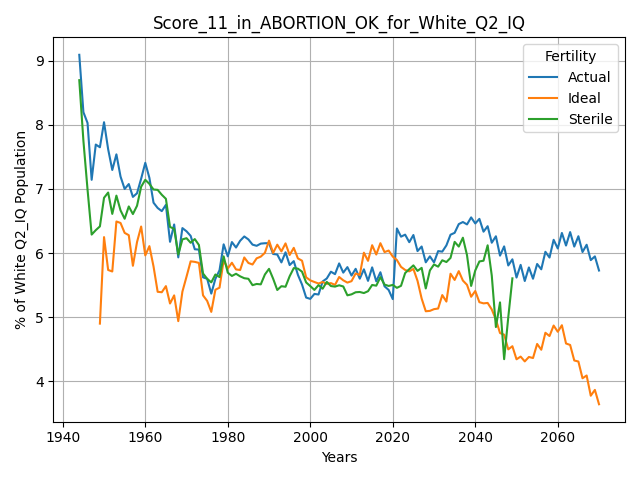 Score_11_in_ABORTION_OK_for_White_Q2_IQ
% of White Q2_IQ Population
9
8
7
6
5
4
Fertility
Actual
Ideal
Sterile
1940 1960 1980 2000 2020 2040 2060
Years